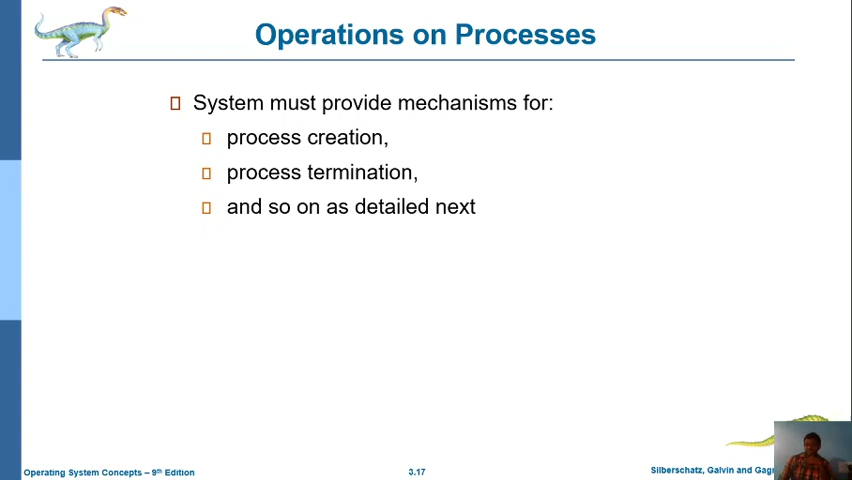 Operations on Processes
System must provide mechanisms for:
process creation,
process termination,
and so on as detailed next
Operating System Concepts – 9th Edition
3.17
Silberschatz, Galvin and